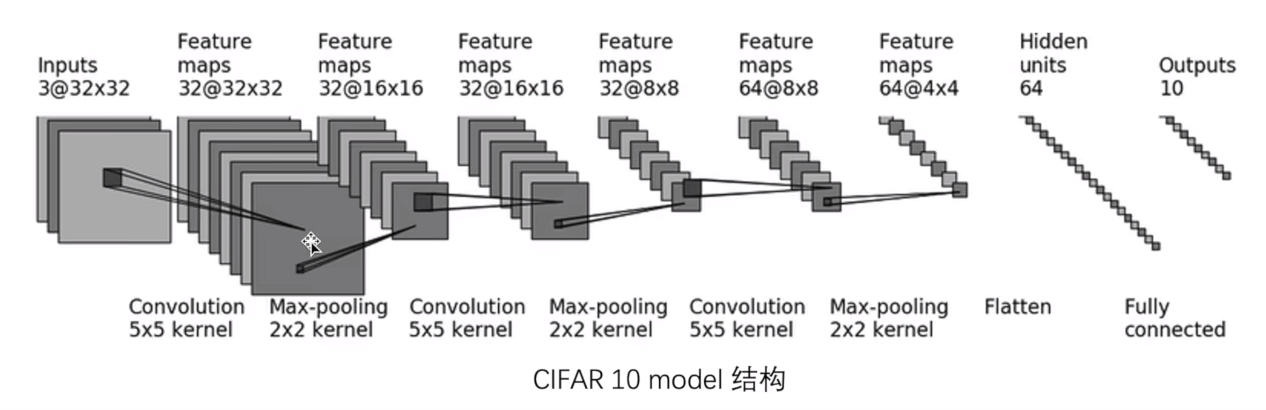 Inputs
3@32x32
Feature
maps
32@32x32
Feature
maps
32@16x16
Feature
maps
32@16x16
Feature
maps
32@8x8
Feature
maps
64@8x8
Feature
maps
64@4x4
Hidden
units
64
Outputs
10
Convolution
5x5 kernel
Max-pooling
2x2 kernel
Convolution
5x5 kernel
Max-pooling
2x2 kernel
Convolution
5x5 kernel
Max-pooling
2x2 kernel
Flatten
Fully
connected
CIFAR 10 model 结构